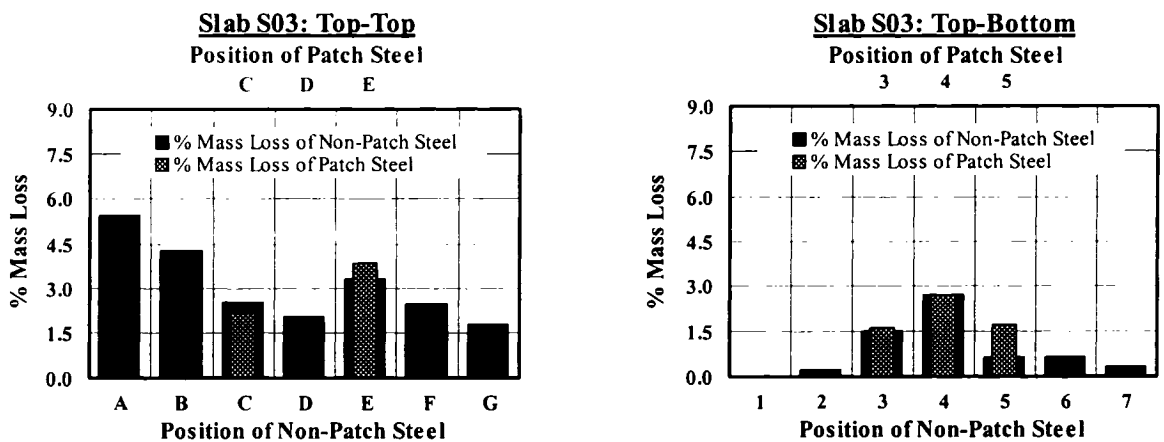 Slab S03: Top-Top
Position of Patch Steel
C D E
9.0
7.5
6.0
4.5
3.0
1.5
0.0
% Mass Loss
% Mass Loss of Non-Patch Steel
% Mass Loss of Patch Steel
A B C D E F G
Position of Non-Patch Steel
Slab S03: Top-Bottom
Position of Patch Steel
3 4 5
9.0
7.5
6.0
4.5
3.0
1.5
0.0
% Mass Loss
% Mass Loss of Non-Patch Steel
% Mass Loss of Patch Steel
1 2 3 4 5 6 7
Position of Non-Patch Steel